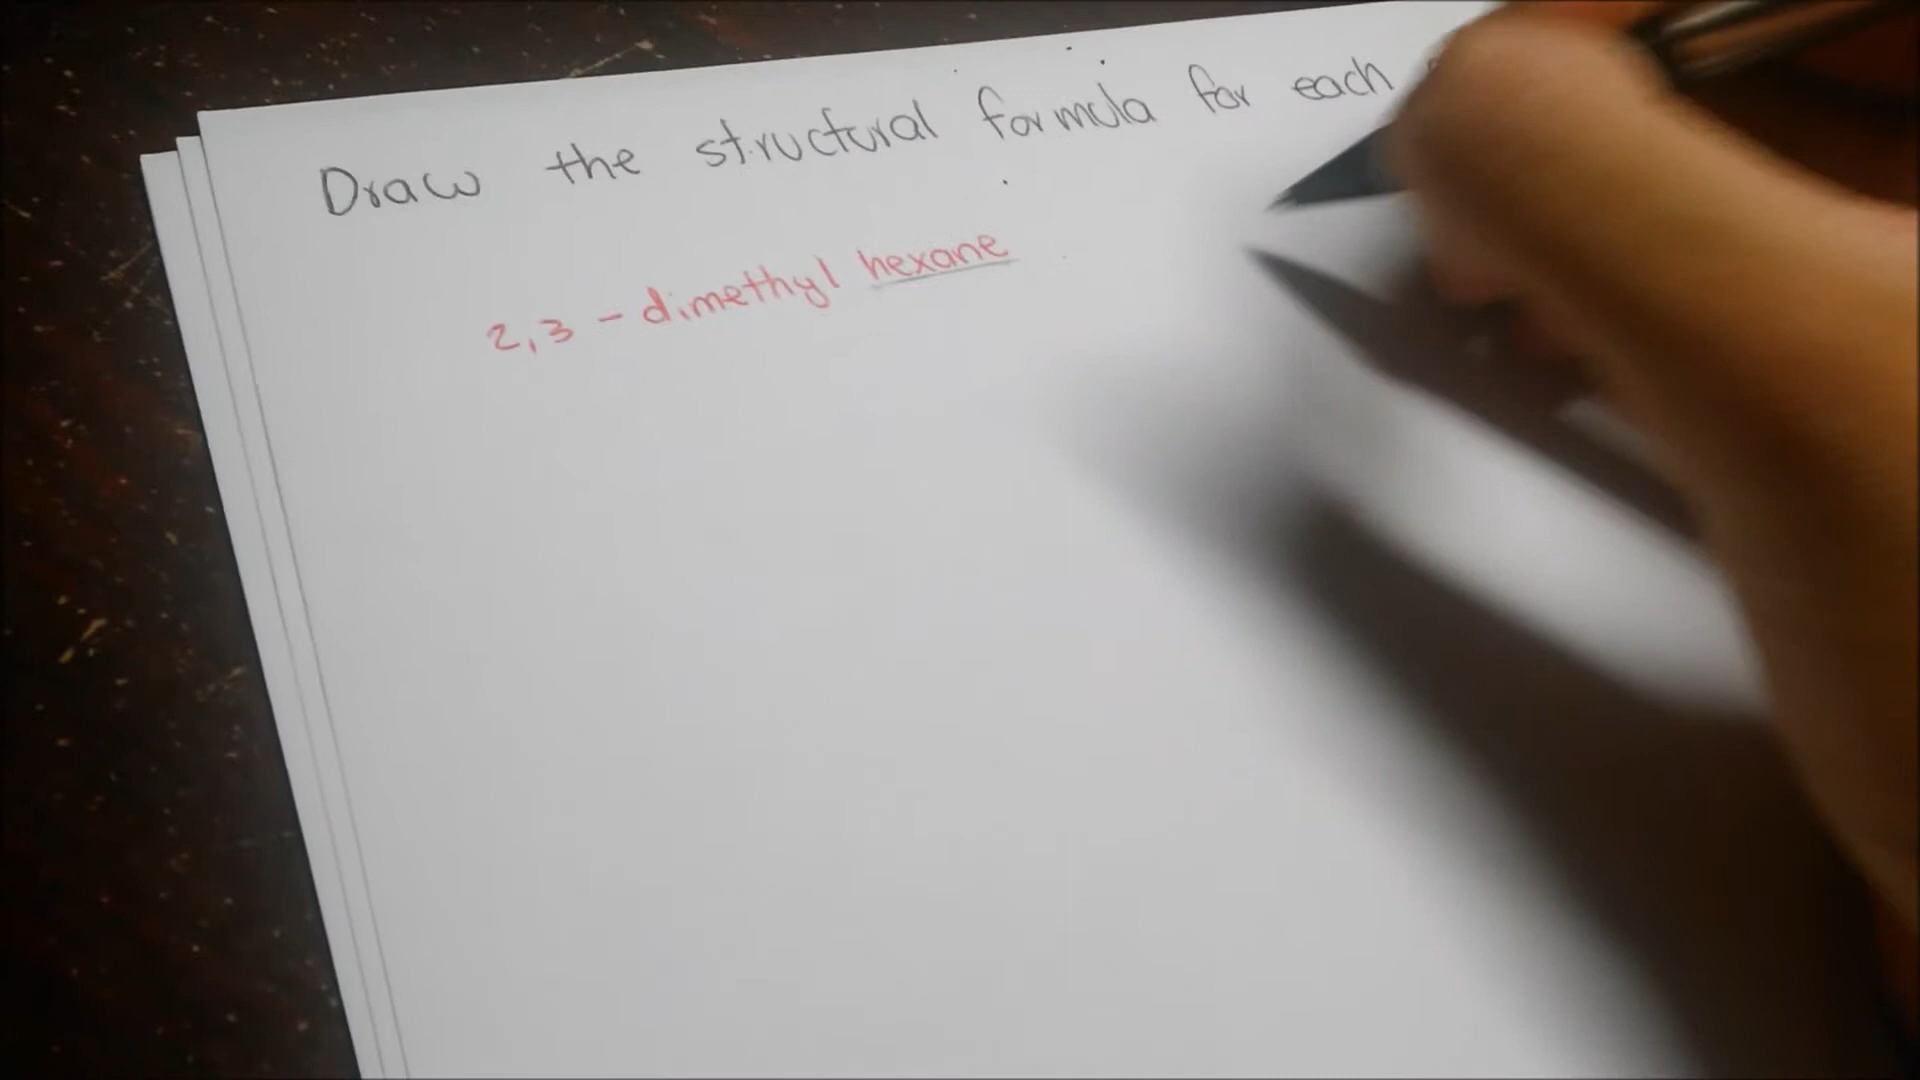 Draw the structural formula for each
2,3 - dimethyl hexane